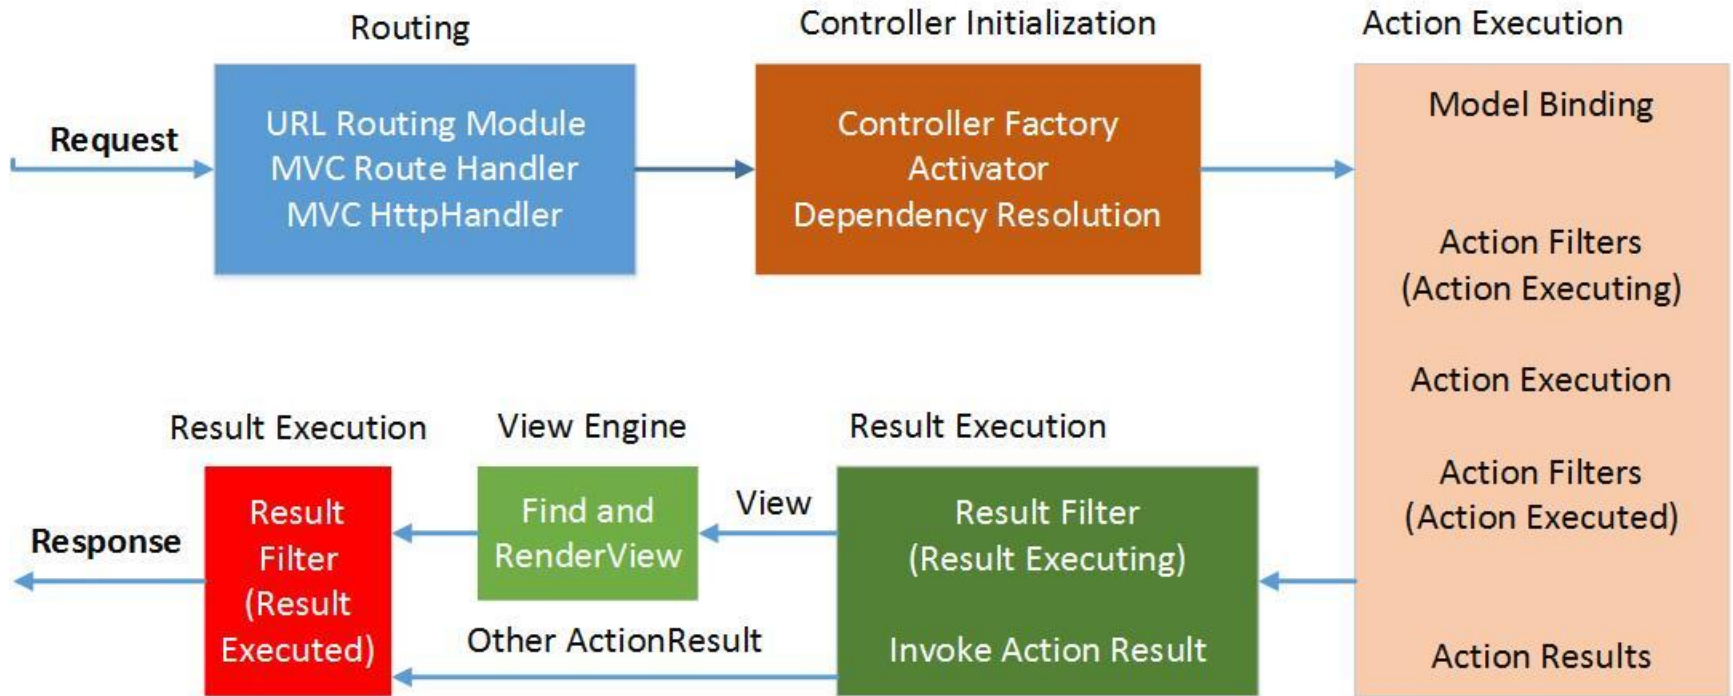 Routing
Controller Initialization
Action Execution
Request
URL Routing Module
MVC Route Handler
MVC HttpHandler
Controller Factory
Activator
Dependency Resolution
Model Binding
Action Filters
(Action Executing)
Action Execution
Action Filters
(Action Executed)
Action Results
Result Execution
Result Filter
(Result Executing)
Invoke Action Result
View
View Engine
Find and
RenderView
Other ActionResult
Result Execution
Result
Filter
(Result
Executed)
Response